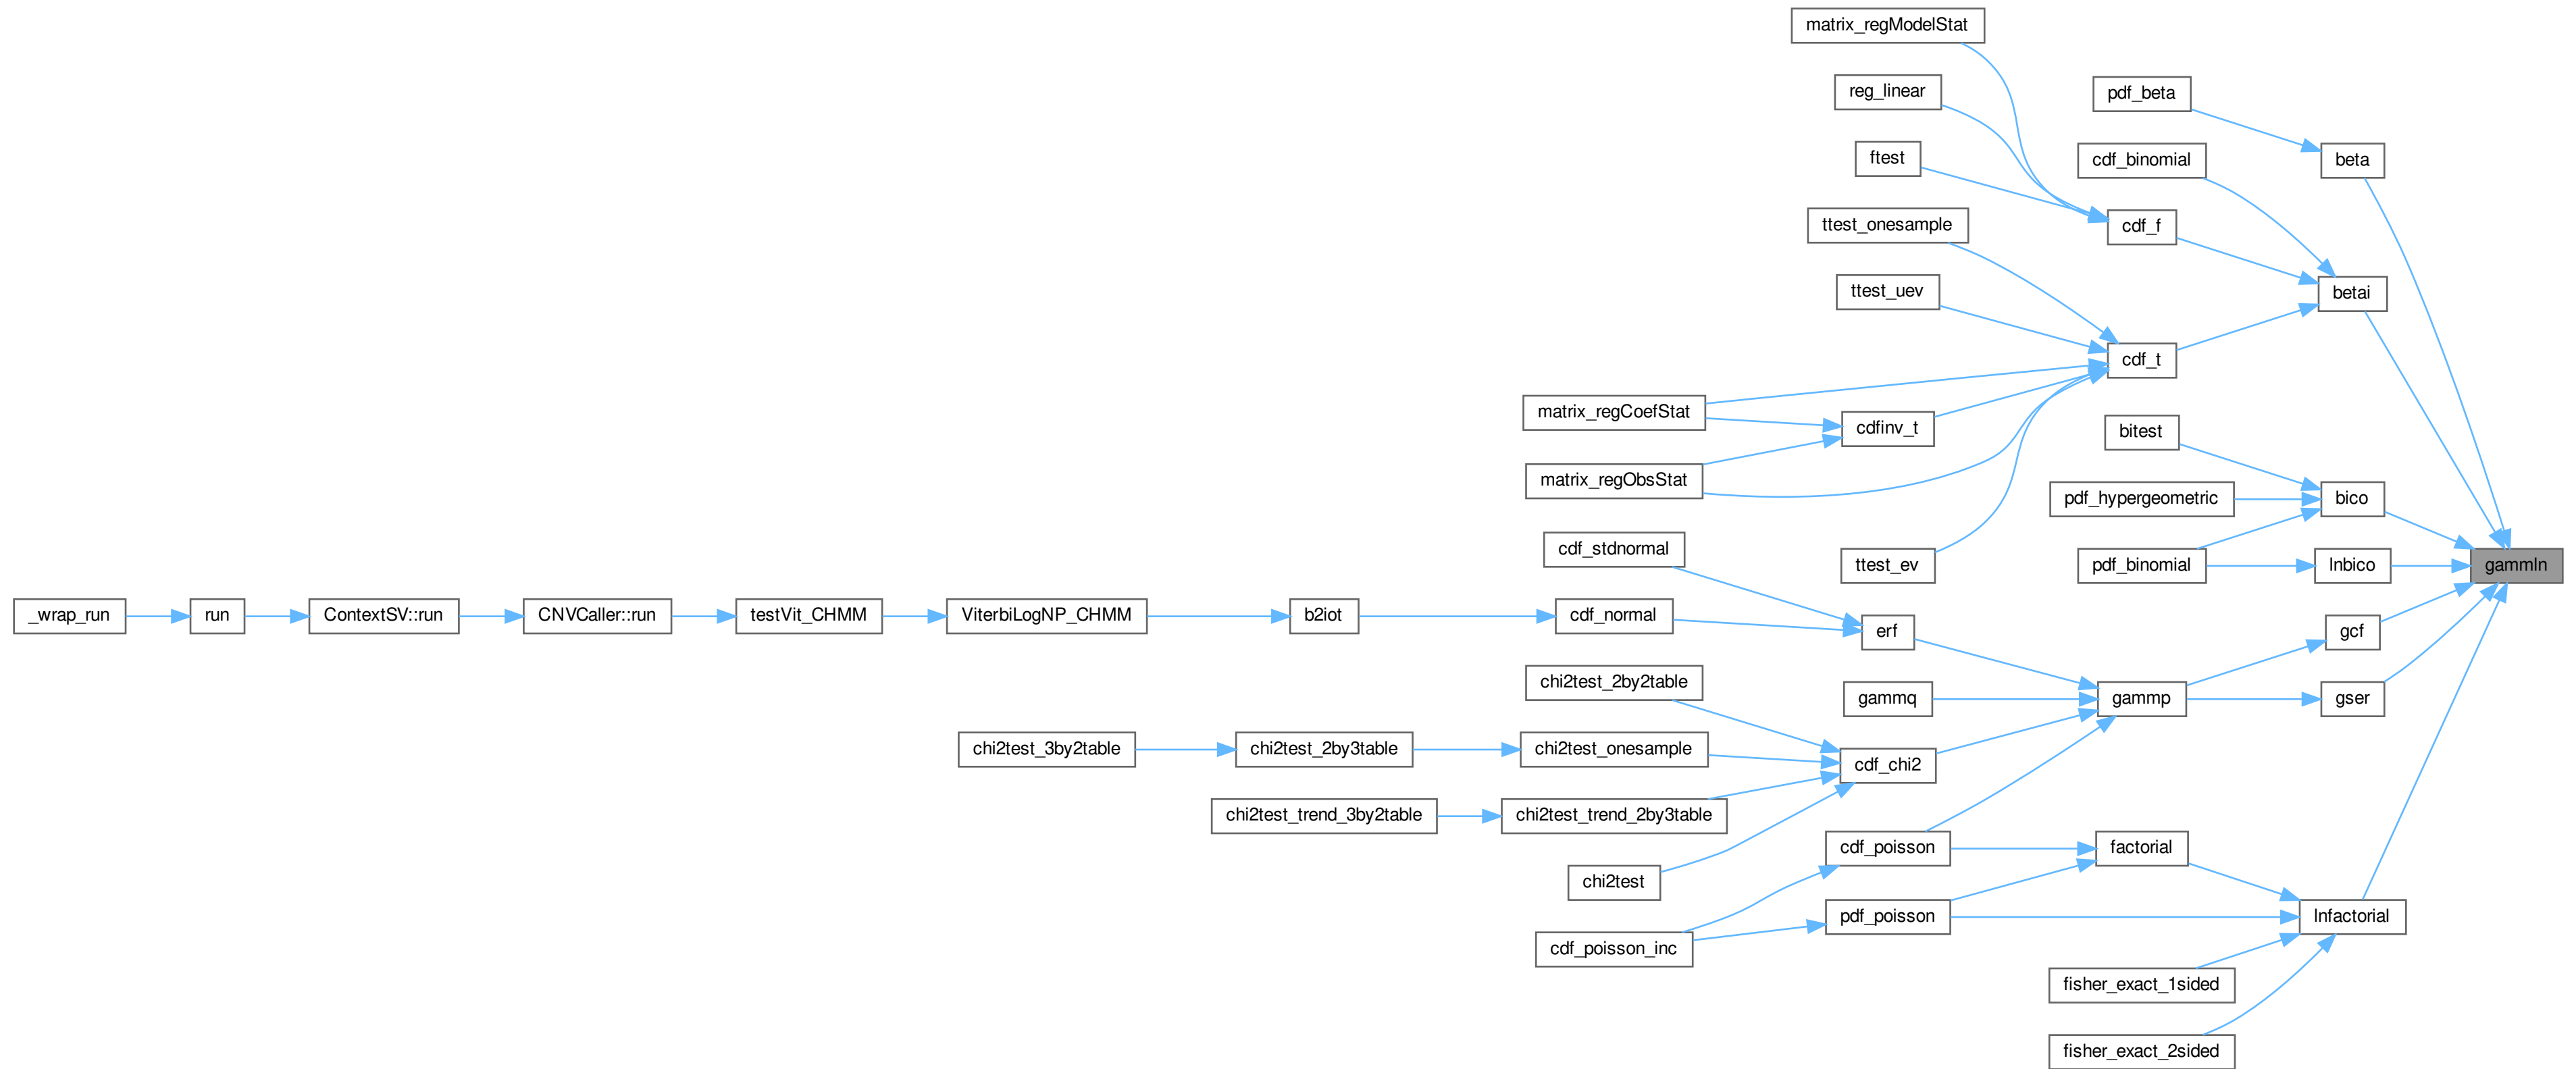 matrix_regModelStat
reg_linear
pdf_beta
ftest
cdf_binomial
beta
ttest_onesample
cdf_f
ttest_uev
betai
cdf_t
matrix_regCoefStat
cdfinv_t
bitest
matrix_regObsStat
pdf_hypergeometric
bico
cdf_stdnormal
ttest_ev
pdf_binomial
lnbico
gammln
_wrap_run
run
ContextSV::run
CNVCaller::run
testVit_CHMM
ViterbiLogNP_CHMM
b2iot
cdf_normal
erf
gcf
chi2test_2by2table
gammq
gammp
gser
chi2test_3by2table
chi2test_2by3table
chi2test_onesample
cdf_chi2
chi2test_trend_3by2table
chi2test_trend_2by3table
cdf_poisson
factorial
chi2test
pdf_poisson
lnfactorial
cdf_poisson_inc
fisher_exact_1sided
fisher_exact_2sided